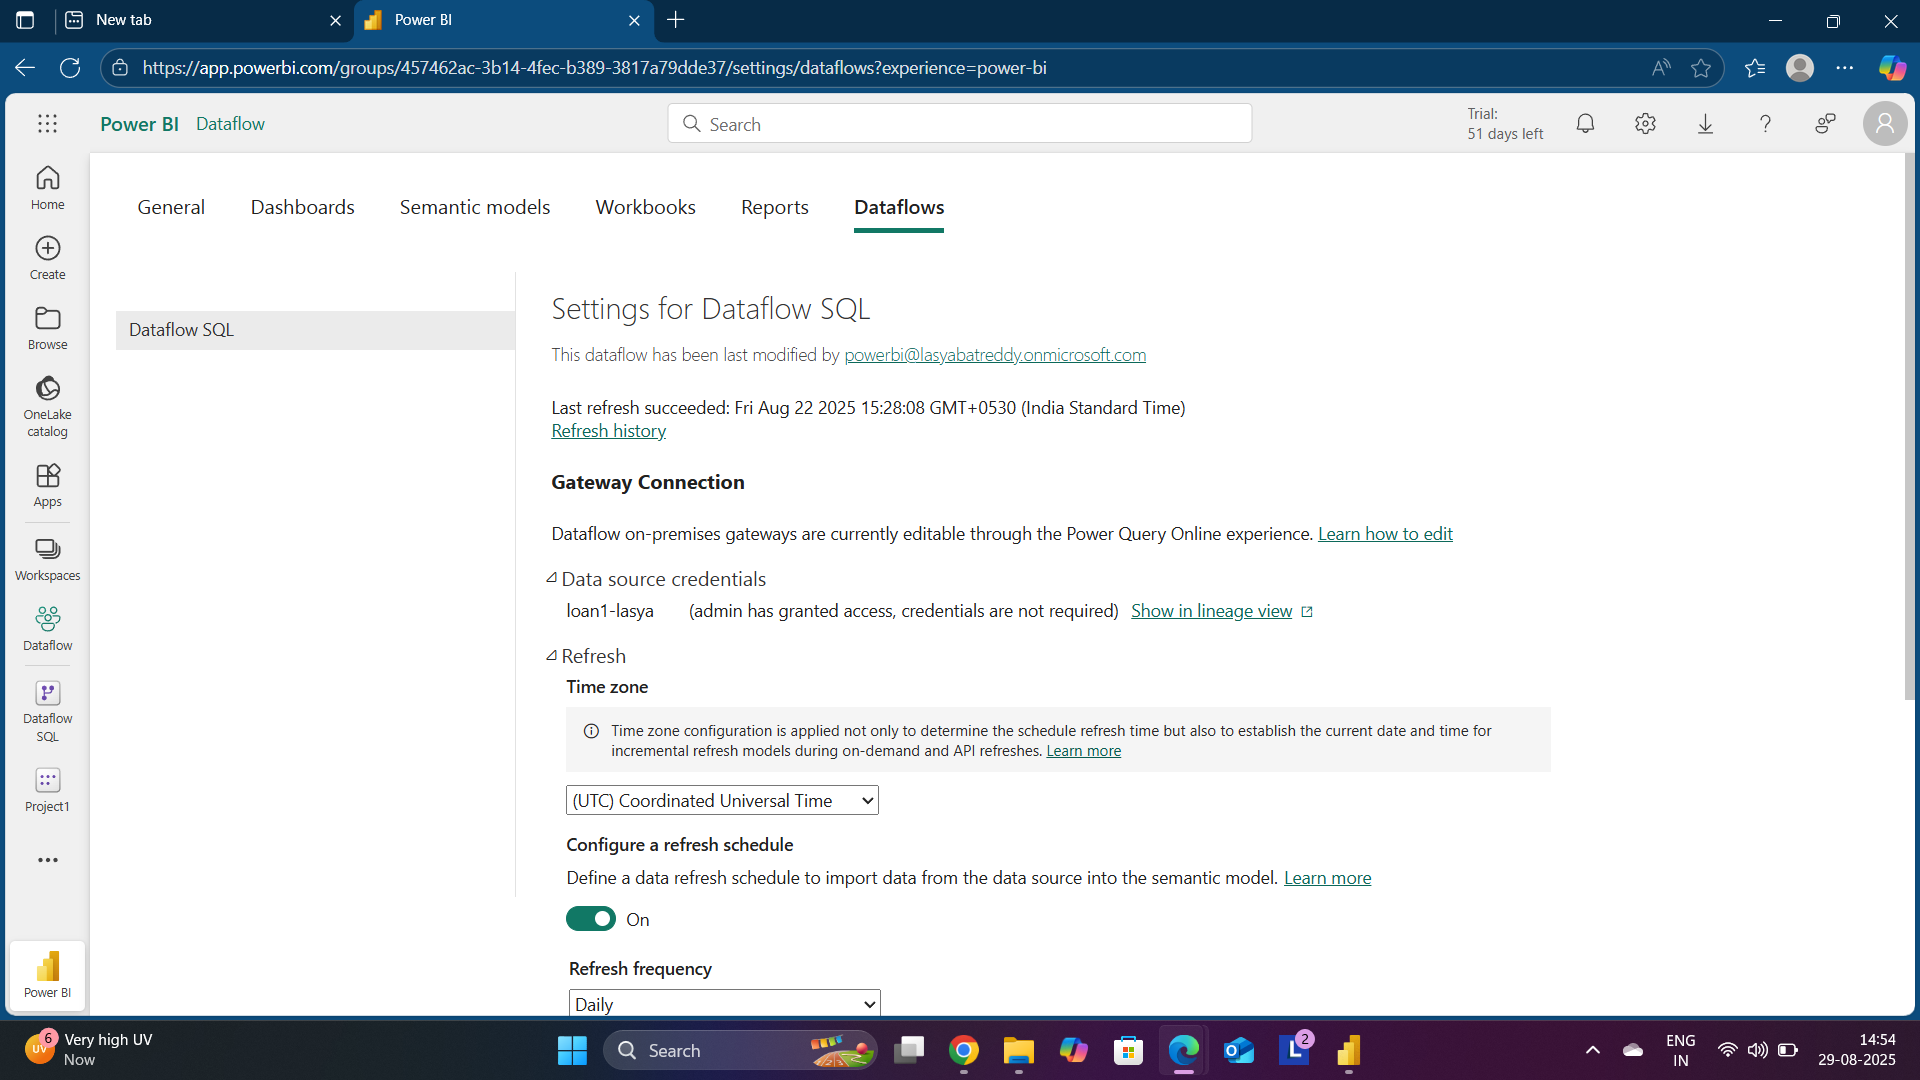 New tab
Power BI
https://app.powerbi.com/groups/457462ac-3b14-4fec-b389-3817a79dde37/settings/dataflows?experience=power-bi
Power BI Dataflow
Search
Trial:
51 days left
Home
Create
Browse
OneLake
catalog
Apps
Workspaces
Dataflow
Dataflow
SQL
Project1
Power BI
General Dashboards Semantic models Workbooks Reports Dataflows
Dataflow SQL
Settings for Dataflow SQL
This dataflow has been last modified by powerbi@lasyabatreddy.onmicrosoft.com
Last refresh succeeded: Fri Aug 22 2025 15:28:08 GMT+0530 (India Standard Time)
Refresh history
Gateway Connection
Dataflow on-premises gateways are currently editable through the Power Query Online experience. Learn how to edit
Data source credentials
loan1-lasya (admin has granted access, credentials are not required) Show in lineage view
Refresh
Time zone
Time zone configuration is applied not only to determine the schedule refresh time but also to establish the current date and time for
incremental refresh models during on-demand and API refreshes. Learn more
(UTC) Coordinated Universal Time
Configure a refresh schedule
Define a data refresh schedule to import data from the data source into the semantic model. Learn more
On
Refresh frequency
Daily
UV
6
Very high UV
Now
Search
L
2
ENG
IN
14:54
29-08-2025